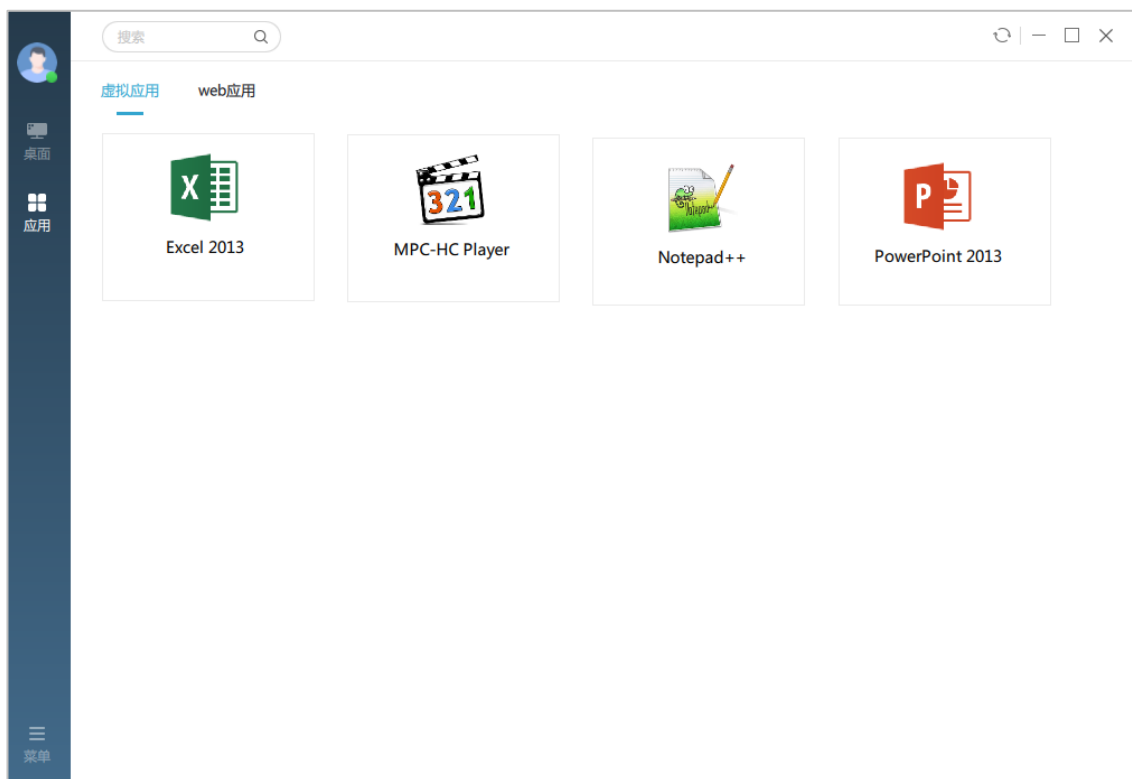 搜索
虚拟应用 web应用
桌面
应用
X
Excel 2013
321
MPC-HC Player
Notepad++
P
PowerPoint 2013
菜单